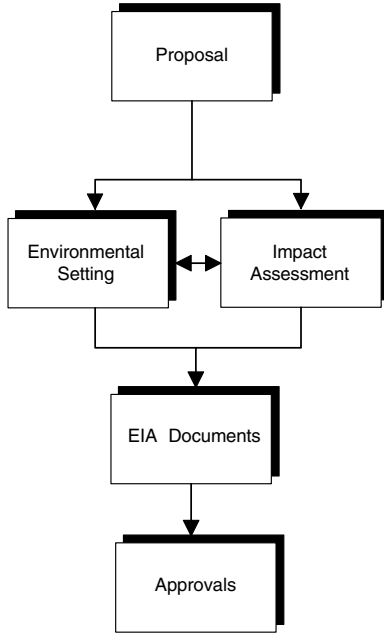 Proposal
Environmental
Setting
Impact
Assessment
EIA Documents
Approvals